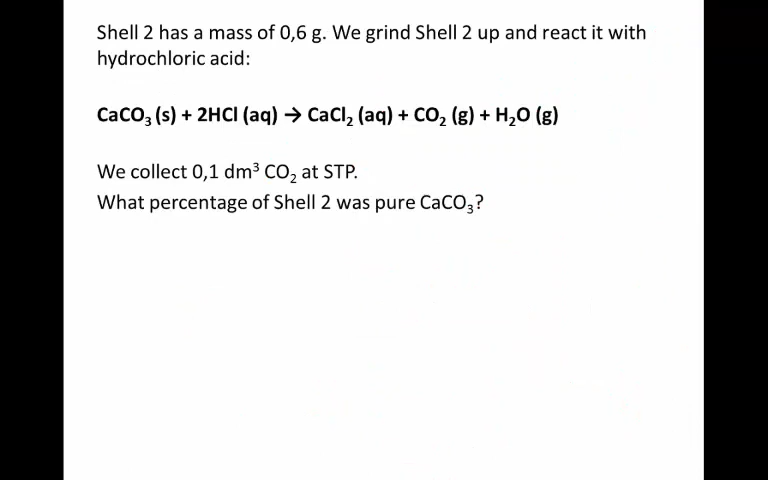 Shell 2 has a mass of 0,6 g. We grind Shell 2 up and react it with
hydrochloric acid:
CaCO₃ (s) + 2HCl (aq) → CaCl₂ (aq) + CO₂ (g) + H₂O (g)
We collect 0,1 dm³ CO₂ at STP.
What percentage of Shell 2 was pure CaCO₃?